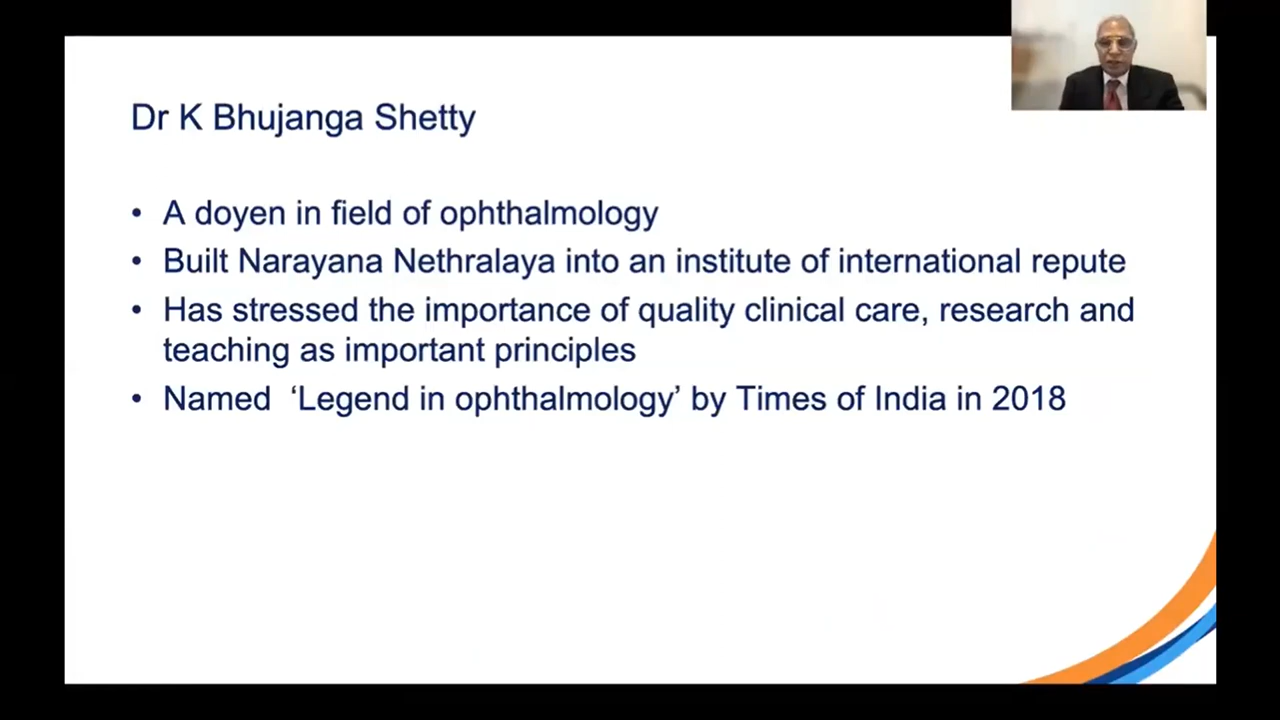 Dr K Bhujanga Shetty
• A doyen in field of ophthalmology
• Built Narayana Nethralaya into an institute of international repute
• Has stressed the importance of quality clinical care, research and
teaching as important principles
• Named ‘Legend in ophthalmology’ by Times of India in 2018